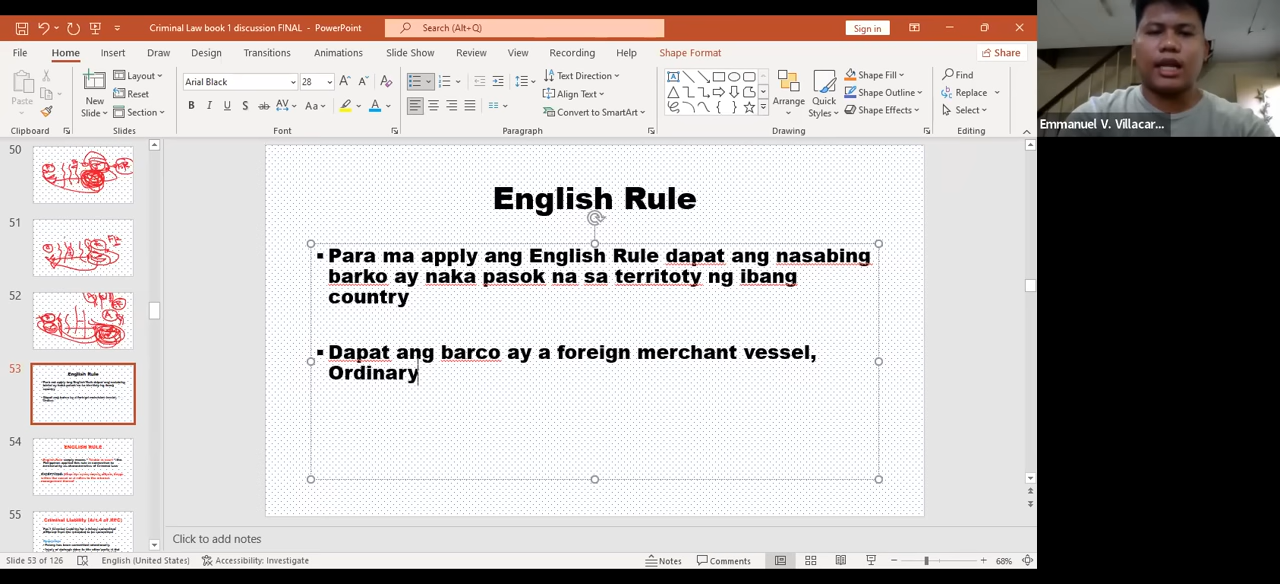 Criminal Law book 1 discussion FINAL - PowerPoint
Search (Alt+Q)
Sign in
File Home Insert Draw Design Transitions Animations Slide Show Review View Recording Help Shape Format
Share
Paste
Clipboard
New Slide
Layout
Reset
Section
Slides
Arial Black 28
Font
Paragraph
Text Direction
Align Text
Convert to SmartArt
Arrange
Quick Styles
Shape Fill
Shape Outline
Shape Effects
Drawing
Find
Replace
Select
Editing
Emmanuel V. Villacar...
50
51
52
53
English Rule
54
ENGLISH RULE
55
Criminal Liability (Art.4 of RPC)
English Rule
▪ Para ma apply ang English Rule dapat ang nasabing
barko ay naka pasok na sa territoty ng ibang
country
▪ Dapat ang barco ay a foreign merchant vessel,
Ordinary
Click to add notes
Slide 53 of 126
English (United States)
Accessibility: Investigate
Notes
Comments
68%